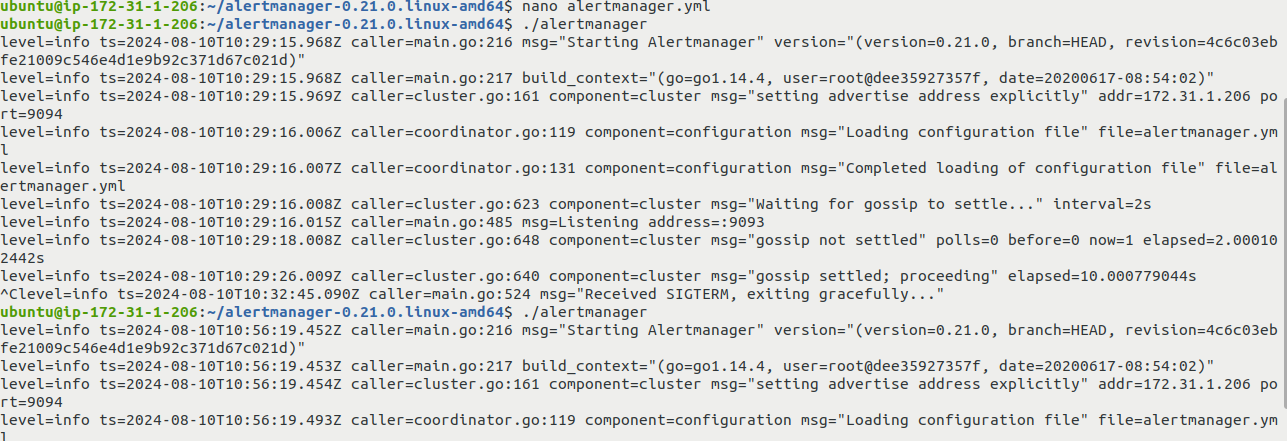 ubuntu@ip-172-31-1-206:~/alertmanager-0.21.0.linux-amd64$ nano alertmanager.yml
ubuntu@ip-172-31-1-206:~/alertmanager-0.21.0.linux-amd64$ ./alertmanager
level=info ts=2024-08-10T10:29:15.968Z caller=main.go:216 msg="Starting Alertmanager" version="(version=0.21.0, branch=HEAD, revision=4c6c03eb
fe21009c546e4d1e9b92c371d67c021d)"
level=info ts=2024-08-10T10:29:15.968Z caller=main.go:217 build_context="(go=go1.14.4, user=root@dee35927357f, date=20200617-08:54:02)"
level=info ts=2024-08-10T10:29:15.969Z caller=cluster.go:161 component=cluster msg="setting advertise address explicitly" addr=172.31.1.206 po
rt=9094
level=info ts=2024-08-10T10:29:16.006Z caller=coordinator.go:119 component=configuration msg="Loading configuration file" file=alertmanager.ym
l
level=info ts=2024-08-10T10:29:16.007Z caller=coordinator.go:131 component=configuration msg="Completed loading of configuration file" file=al
ertmanager.yml
level=info ts=2024-08-10T10:29:16.008Z caller=cluster.go:623 component=cluster msg="Waiting for gossip to settle..." interval=2s
level=info ts=2024-08-10T10:29:16.015Z caller=main.go:485 msg=Listening address=:9093
level=info ts=2024-08-10T10:29:18.008Z caller=cluster.go:648 component=cluster msg="gossip not settled" polls=0 before=0 now=1 elapsed=2.00010
2442s
level=info ts=2024-08-10T10:29:26.009Z caller=cluster.go:640 component=cluster msg="gossip settled; proceeding" elapsed=10.000779044s
^Clevel=info ts=2024-08-10T10:32:45.090Z caller=main.go:524 msg="Received SIGTERM, exiting gracefully..."
ubuntu@ip-172-31-1-206:~/alertmanager-0.21.0.linux-amd64$ ./alertmanager
level=info ts=2024-08-10T10:56:19.452Z caller=main.go:216 msg="Starting Alertmanager" version="(version=0.21.0, branch=HEAD, revision=4c6c03eb
fe21009c546e4d1e9b92c371d67c021d)"
level=info ts=2024-08-10T10:56:19.453Z caller=main.go:217 build_context="(go=go1.14.4, user=root@dee35927357f, date=20200617-08:54:02)"
level=info ts=2024-08-10T10:56:19.454Z caller=cluster.go:161 component=cluster msg="setting advertise address explicitly" addr=172.31.1.206 po
rt=9094
level=info ts=2024-08-10T10:56:19.493Z caller=coordinator.go:119 component=configuration msg="Loading configuration file" file=alertmanager.ym
l